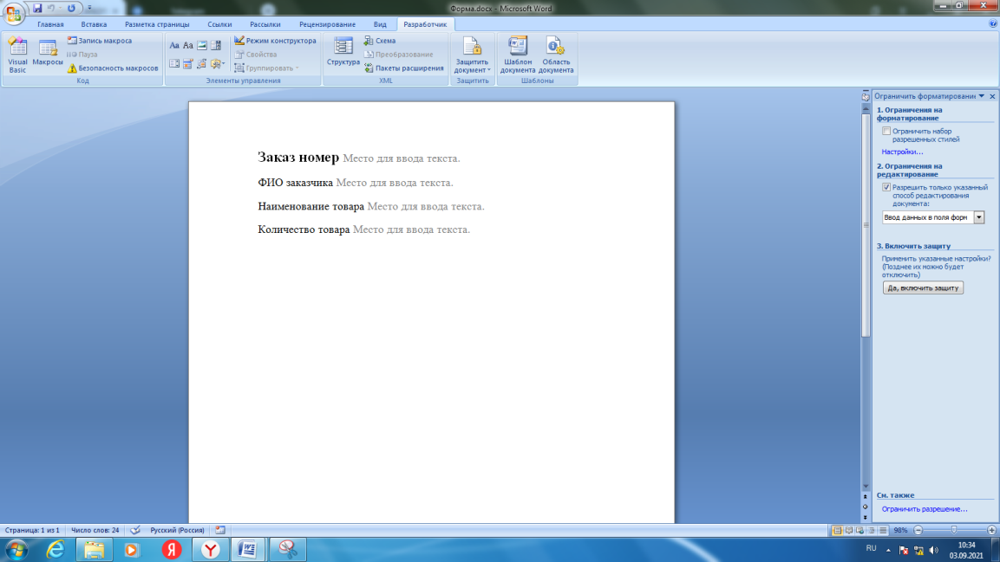 Форма.docx - Microsoft Word
Главная Вставка Разметка страницы Ссылки Рассылки Рецензирование Вид Разработчик
Visual Basic
Макросы
Запись макроса
Пауза
Безопасность макросов
Код
Aa Aa
Режим конструктора
Свойства
Группировать
Элементы управления
Структура
Схема
Преобразование
Пакеты расширения
XML
Защитить документ
Защитить
Шаблон документа
Область документа
Шаблоны
Заказ номер Место для ввода текста.
ФИО заказчика Место для ввода текста.
Наименование товара Место для ввода текста.
Количество товара Место для ввода текста.
Ограничить форматировани
1. Ограничения на
форматирование
Ограничить набор
разрешенных стилей
Настройки...
2. Ограничения на
редактирование
Разрешить только указанный
способ редактирования
документа:
Ввод данных в поля форм
3. Включить защиту
Применить указанные настройки?
(Позднее их можно будет
отключить)
Да, включить защиту
См. также
Ограничить разрешение...
Страница: 1 из 1 Число слов: 24 Русский (Россия) 98%
RU 10:34
03.09.2021